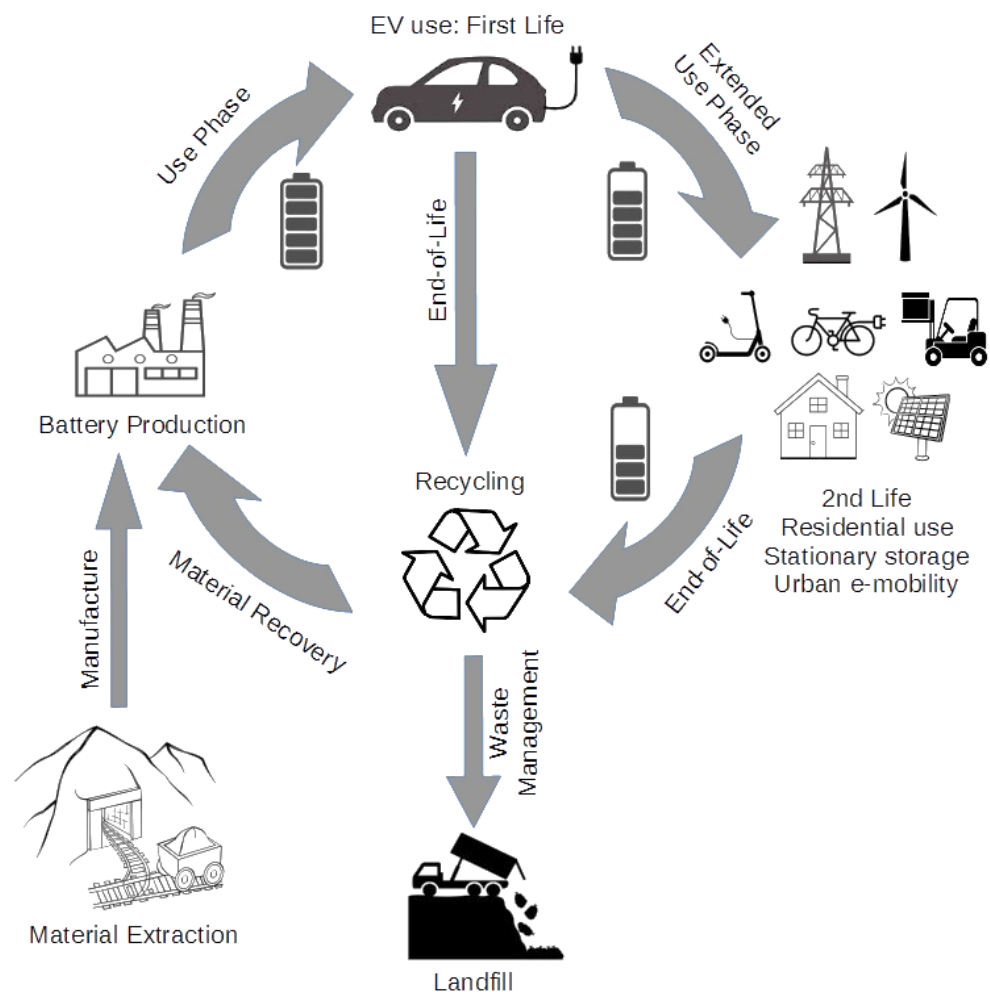 EV use: First Life
Use Phase
Extended
Use Phase
End-of-Life
Battery Production
Recycling
2nd Life
Residential use
Stationary storage
Urban e-mobility
End-of-Life
Material Recovery
Manufacture
Waste
Management
Material Extraction
Landfill